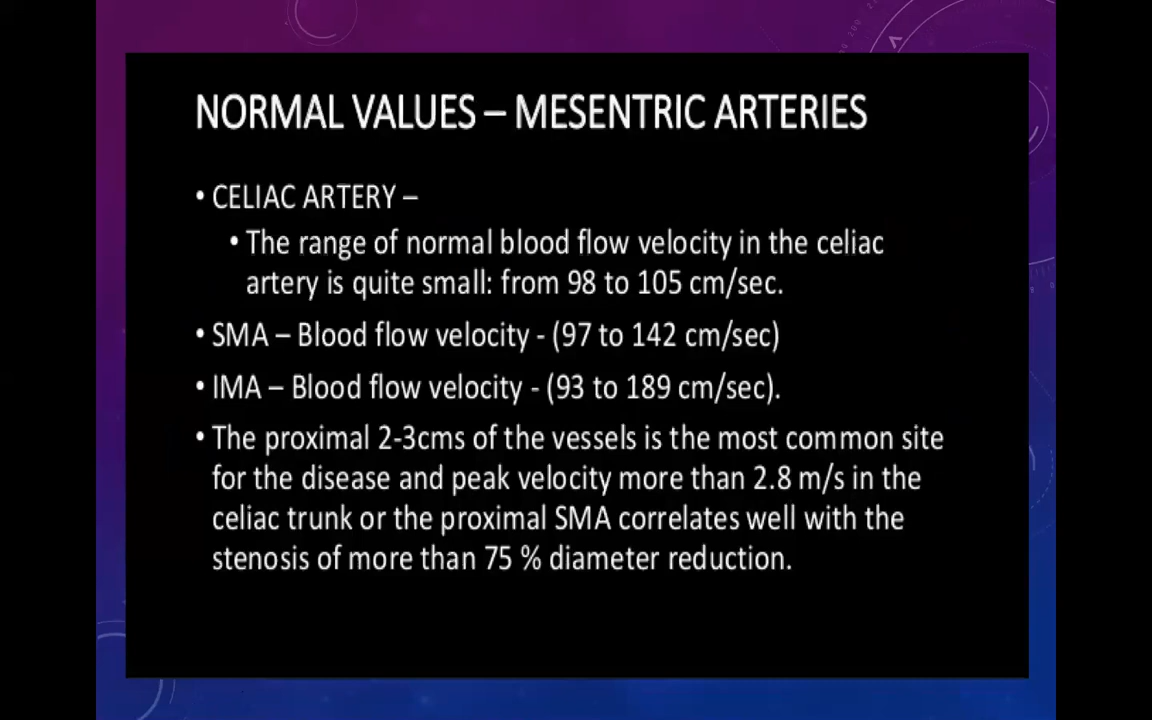 NORMAL VALUES – MESENTRIC ARTERIES
• CELIAC ARTERY –
• The range of normal blood flow velocity in the celiac
artery is quite small: from 98 to 105 cm/sec.
• SMA – Blood flow velocity - (97 to 142 cm/sec)
• IMA – Blood flow velocity - (93 to 189 cm/sec).
• The proximal 2-3cms of the vessels is the most common site
for the disease and peak velocity more than 2.8 m/s in the
celiac trunk or the proximal SMA correlates well with the
stenosis of more than 75 % diameter reduction.